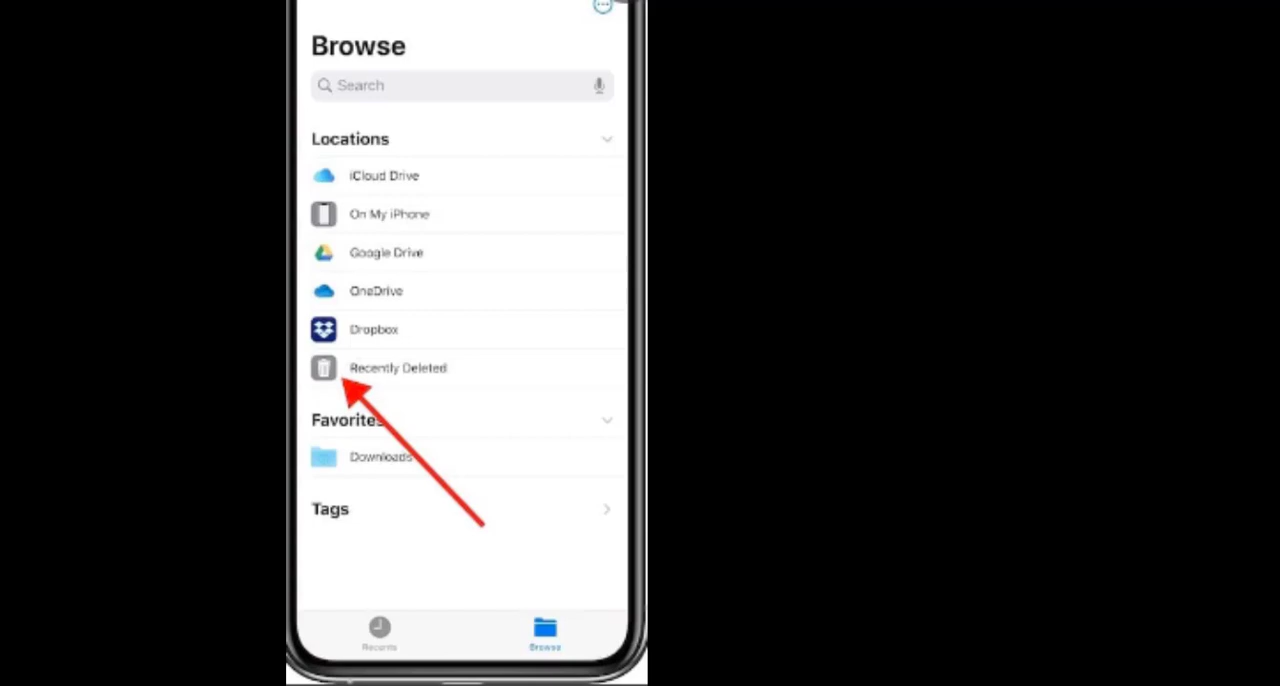 Browse
Search
Locations
iCloud Drive
On My iPhone
Google Drive
OneDrive
Dropbox
Recently Deleted
Favorites
Downloads
Tags
Recents
Browse